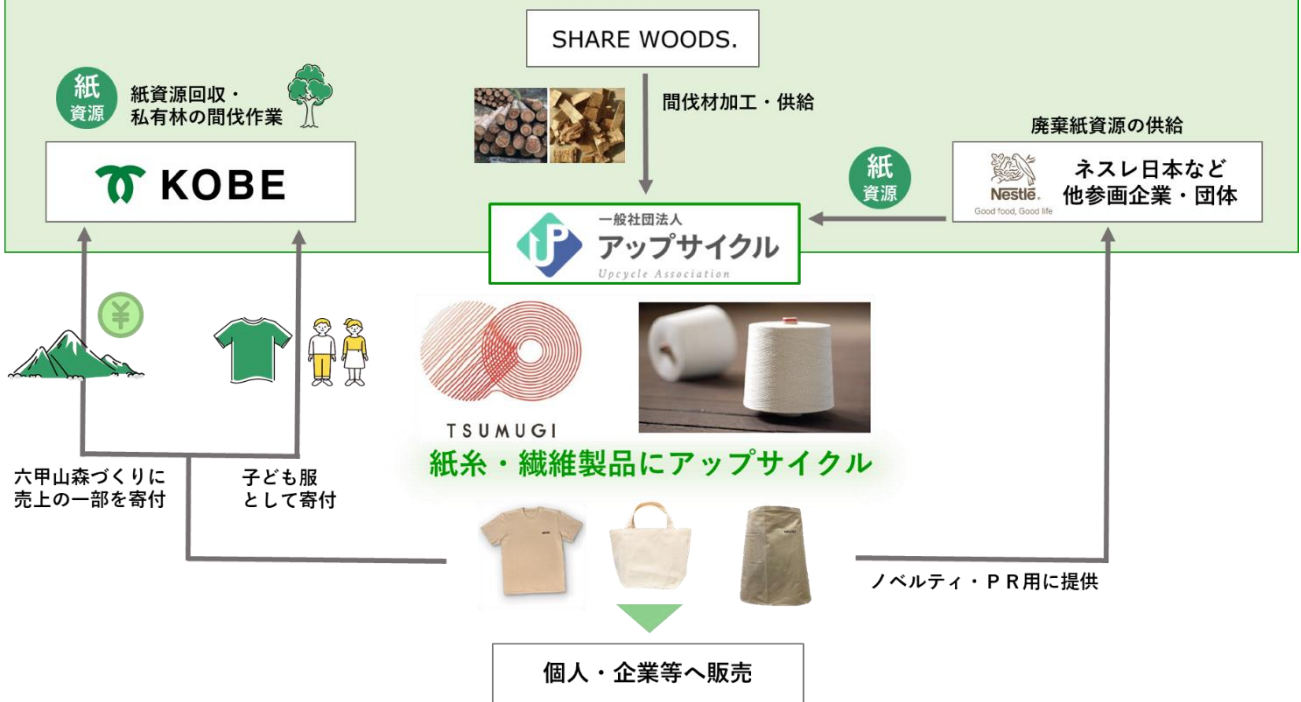 SHARE WOODS.
紙
資源
紙資源回収・
私有林の間伐作業
間伐材加工・供給
廃棄紙資源の供給
KOBE
紙
資源
Nestlé.
Good food, Good life
ネスレ日本など
他参画企業・団体
UP
一般社団法人
アップサイクル
Upcycle Association
¥
TSUMUGI
紙糸・繊維製品にアップサイクル
六甲山森づくりに
売上の一部を寄付
子ども服
として寄付
ノベルティ・ＰＲ用に提供
個人・企業等へ販売